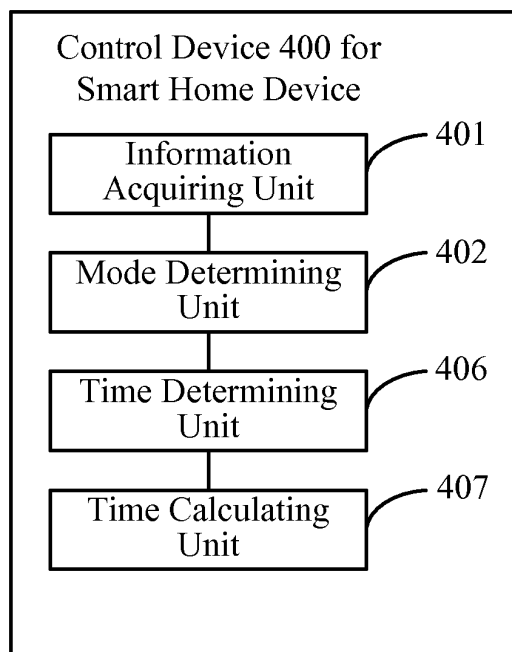 Control Device 400 for
Smart Home Device
Information
Acquiring Unit
401
Mode Determining
Unit
402
Time Determining
Unit
406
Time Calculating
Unit
407